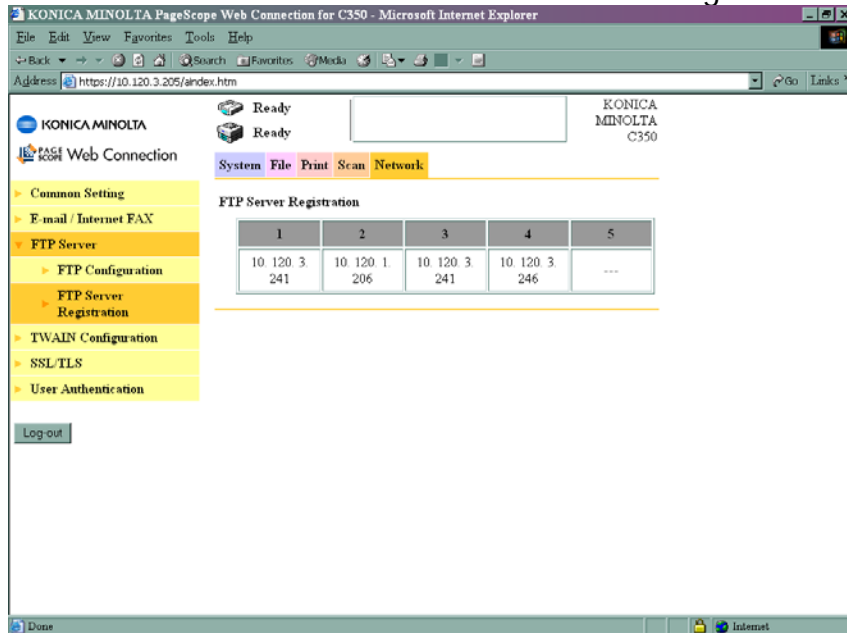 KONICA MINOLTA PageScope Web Connection for C350 - Microsoft Internet Explorer
File Edit View Favorites Tools Help
Back Search Favorites Media
Address https://10.120.3.205/aindex.htm Go Links
KONICA MINOLTA
PAGE SCOPE Web Connection
Ready
Ready
KONICA
MINOLTA
C350
System File Print Scan Network
Common Setting
E-mail / Internet FAX
FTP Server
FTP Configuration
FTP Server
Registration
TWAIN Configuration
SSL/TLS
User Authentication
Log-out
FTP Server Registration
1 2 3 4 5
10. 120. 3. 10. 120. 1. 10. 120. 3. 10. 120. 3. ---
241 206 241 246
Done Internet